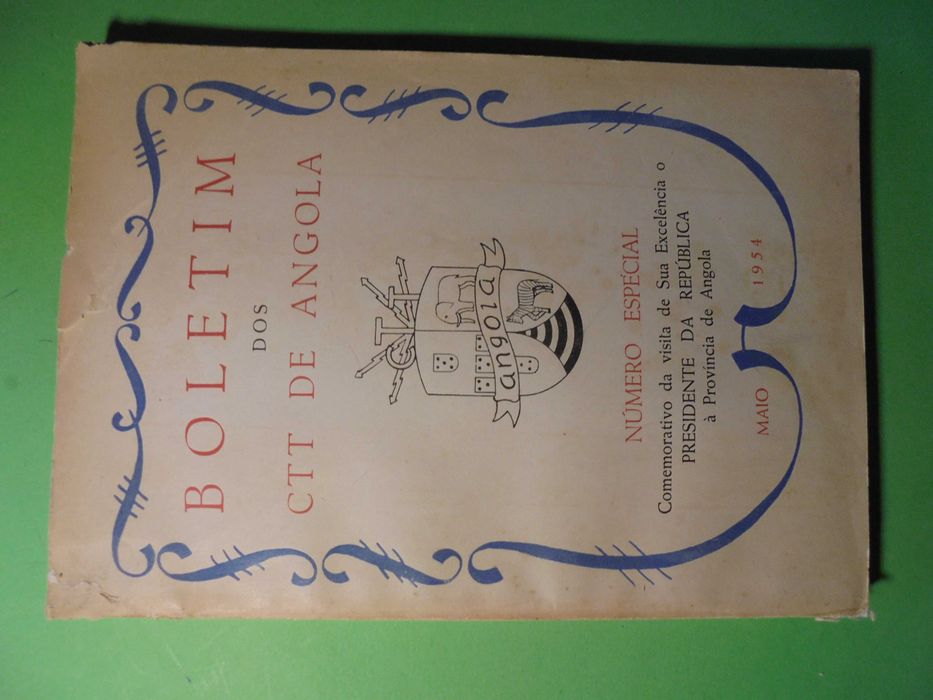 BOLETIM
DOS
CTT DE ANGOLA
CTT
angola
NÚMERO ESPECIAL
Comemorativo da visita de Sua Excelência o
PRESIDENTE DA REPÚBLICA
à Província de Angola
MAIO 1954